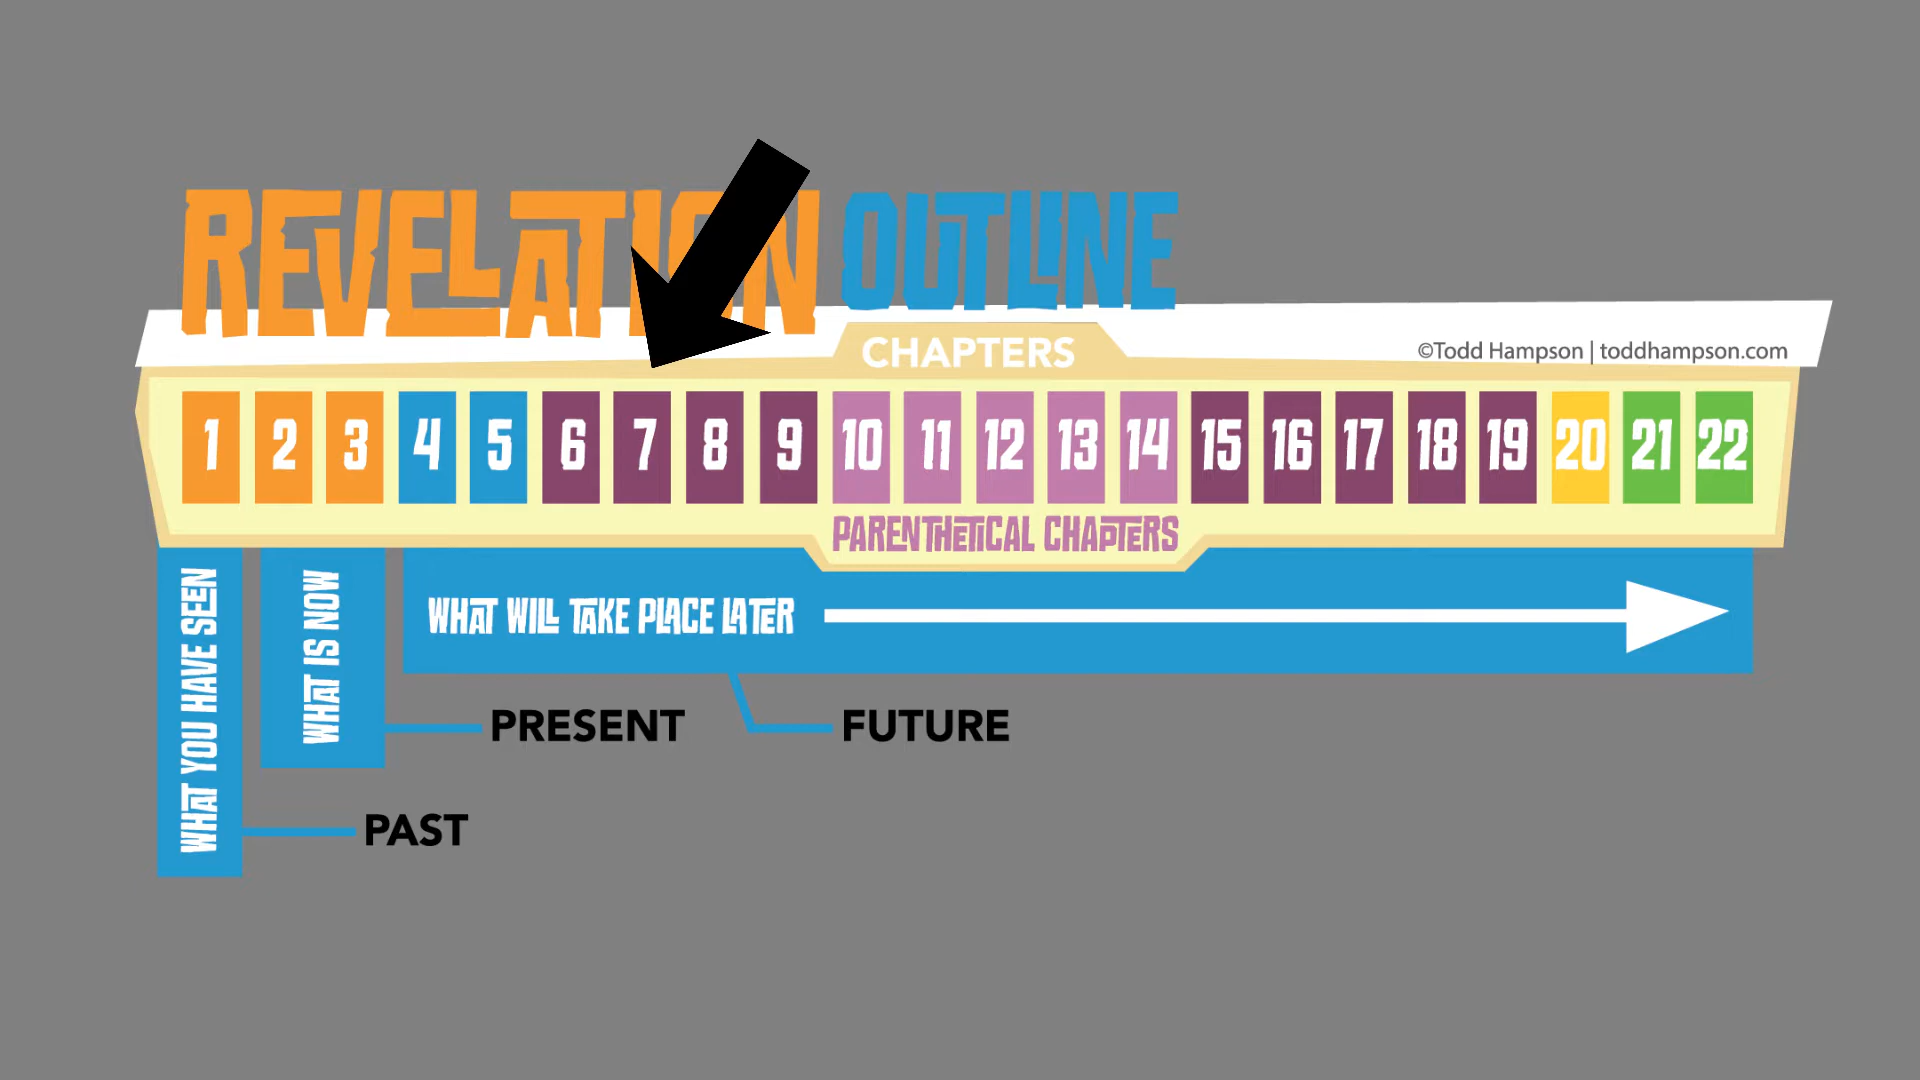 REVELATION OUTLINE
CHAPTERS
©Todd Hampson | toddhampson.com
1 2 3 4 5 6 7 8 9 10 11 12 13 14 15 16 17 18 19 20 21 22
PARENTHETICAL CHAPTERS
WHAT YOU HAVE SEEN
WHAT IS NOW
WHAT WILL TAKE PLACE LATER
PRESENT
FUTURE
PAST